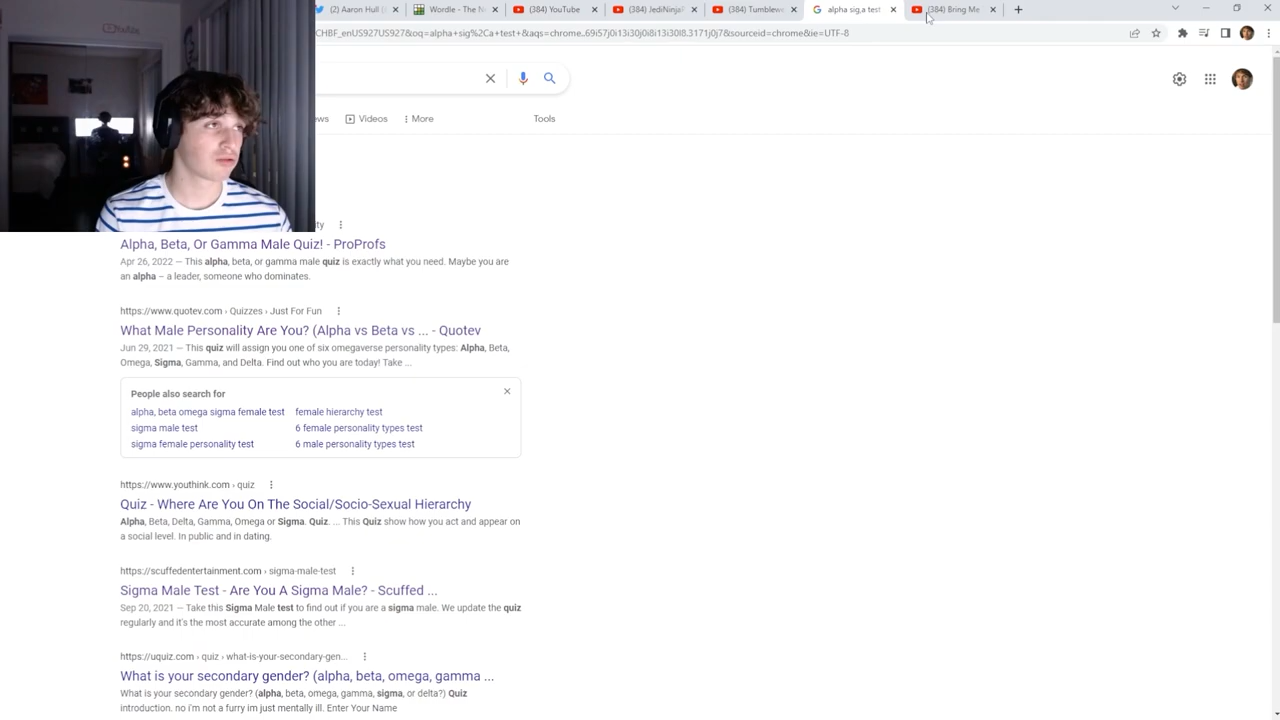 (2) Aaron Hull (
Wordle - The N
(384) YouTube
(384) JediNinja
(384) Tumblewe
alpha sig,a test
(384) Bring Me
CHBF_enUS927US927&oq=alpha+sig%2Ca+test+&aqs=chrome..69i57j0i13i30j0i8i13i30l8.3171j0j7&sourceid=chrome&ie=UTF-8
ews
Videos
More
Tools
ty
Alpha, Beta, Or Gamma Male Quiz! - ProProfs
Apr 26, 2022 — This alpha, beta, or gamma male quiz is exactly what you need. Maybe you are
an alpha – a leader, someone who dominates.
https://www.quotev.com › Quizzes › Just For Fun
What Male Personality Are You? (Alpha vs Beta vs ... - Quotev
Jun 29, 2021 — This quiz will assign you one of six omegaverse personality types: Alpha, Beta,
Omega, Sigma, Gamma, and Delta. Find out who you are today! Take ...
People also search for
alpha, beta omega sigma female test female hierarchy test
sigma male test 6 female personality types test
sigma female personality test 6 male personality types test
https://www.youthink.com › quiz
Quiz - Where Are You On The Social/Socio-Sexual Hierarchy
Alpha, Beta, Delta, Gamma, Omega or Sigma. Quiz. ... This Quiz show how you act and appear on
a social level. In public and in dating.
https://scuffedentertainment.com › sigma-male-test
Sigma Male Test - Are You A Sigma Male? - Scuffed ...
Sep 20, 2021 — Take this Sigma Male test to find out if you are a sigma male. We update the quiz
regularly and it's the most accurate among the other ...
https://uquiz.com › quiz › what-is-your-secondary-gen...
What is your secondary gender? (alpha, beta, omega, gamma ...
What is your secondary gender? (alpha, beta, omega, gamma, sigma, or delta?) Quiz
introduction. no i'm not a furry im just mentally ill. Enter Your Name